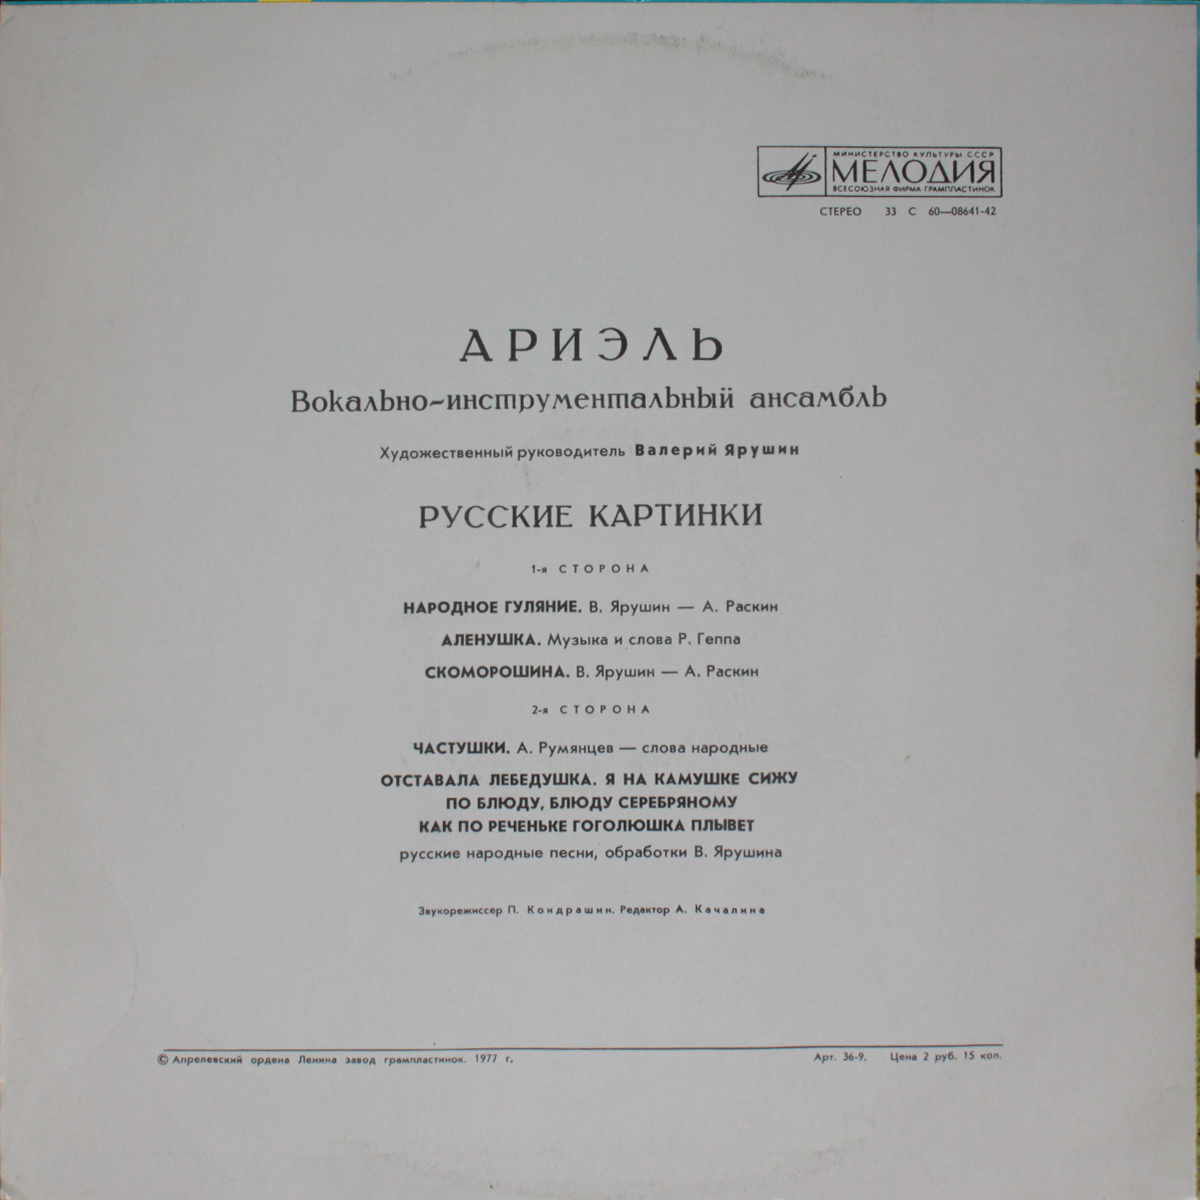 МИНИСТЕРСТВО КУЛЬТУРЫ СССР
МЕЛОДИЯ
ВСЕСОЮЗНАЯ ФИРМА ГРАМПЛАСТИНОК
СТЕРЕО 33 С 60—08641-42
АРИЭЛЬ
Вокально-инструментальный ансамбль
Художественный руководитель Валерий Ярушин
РУССКИЕ КАРТИНКИ
1-я СТОРОНА
НАРОДНОЕ ГУЛЯНИЕ. В. Ярушин — А. Раскин
АЛЕНУШКА. Музыка и слова Р. Геппа
СКОМОРОШИНА. В. Ярушин — А. Раскин
2-я СТОРОНА
ЧАСТУШКИ. А. Румянцев — слова народные
ОТСТАВАЛА ЛЕБЕДУШКА. Я НА КАМУШКЕ СИЖУ
ПО БЛЮДУ, БЛЮДУ СЕРЕБРЯНОМУ
КАК ПО РЕЧЕНЬКЕ ГОГОЛЮШКА ПЛЫВЕТ
русские народные песни, обработки В. Ярушина
Звукорежиссер П. Кондрашин. Редактор А. Качалина
© Апрелевский ордена Ленина завод грампластинок. 1977 г. Арт. 36-9. Цена 2 руб. 15 коп.